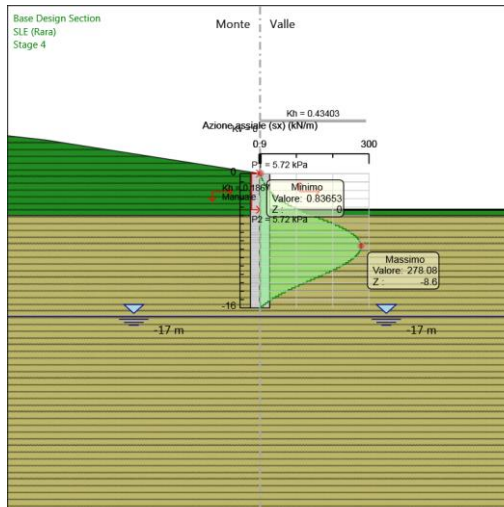 Base Design Section
SLE (Rara)
Stage 4
Monte Valle
Kh = 0.43403
Azione assiale (sx) (kN/m)
0.9 300
0
P1 = 5.72 kPa
Minimo
Valore: 0.83653
Z : 0
Manuale
P2 = 5.72 kPa
Massimo
Valore: 278.08
Z : -8.6
-16
-17 m -17 m